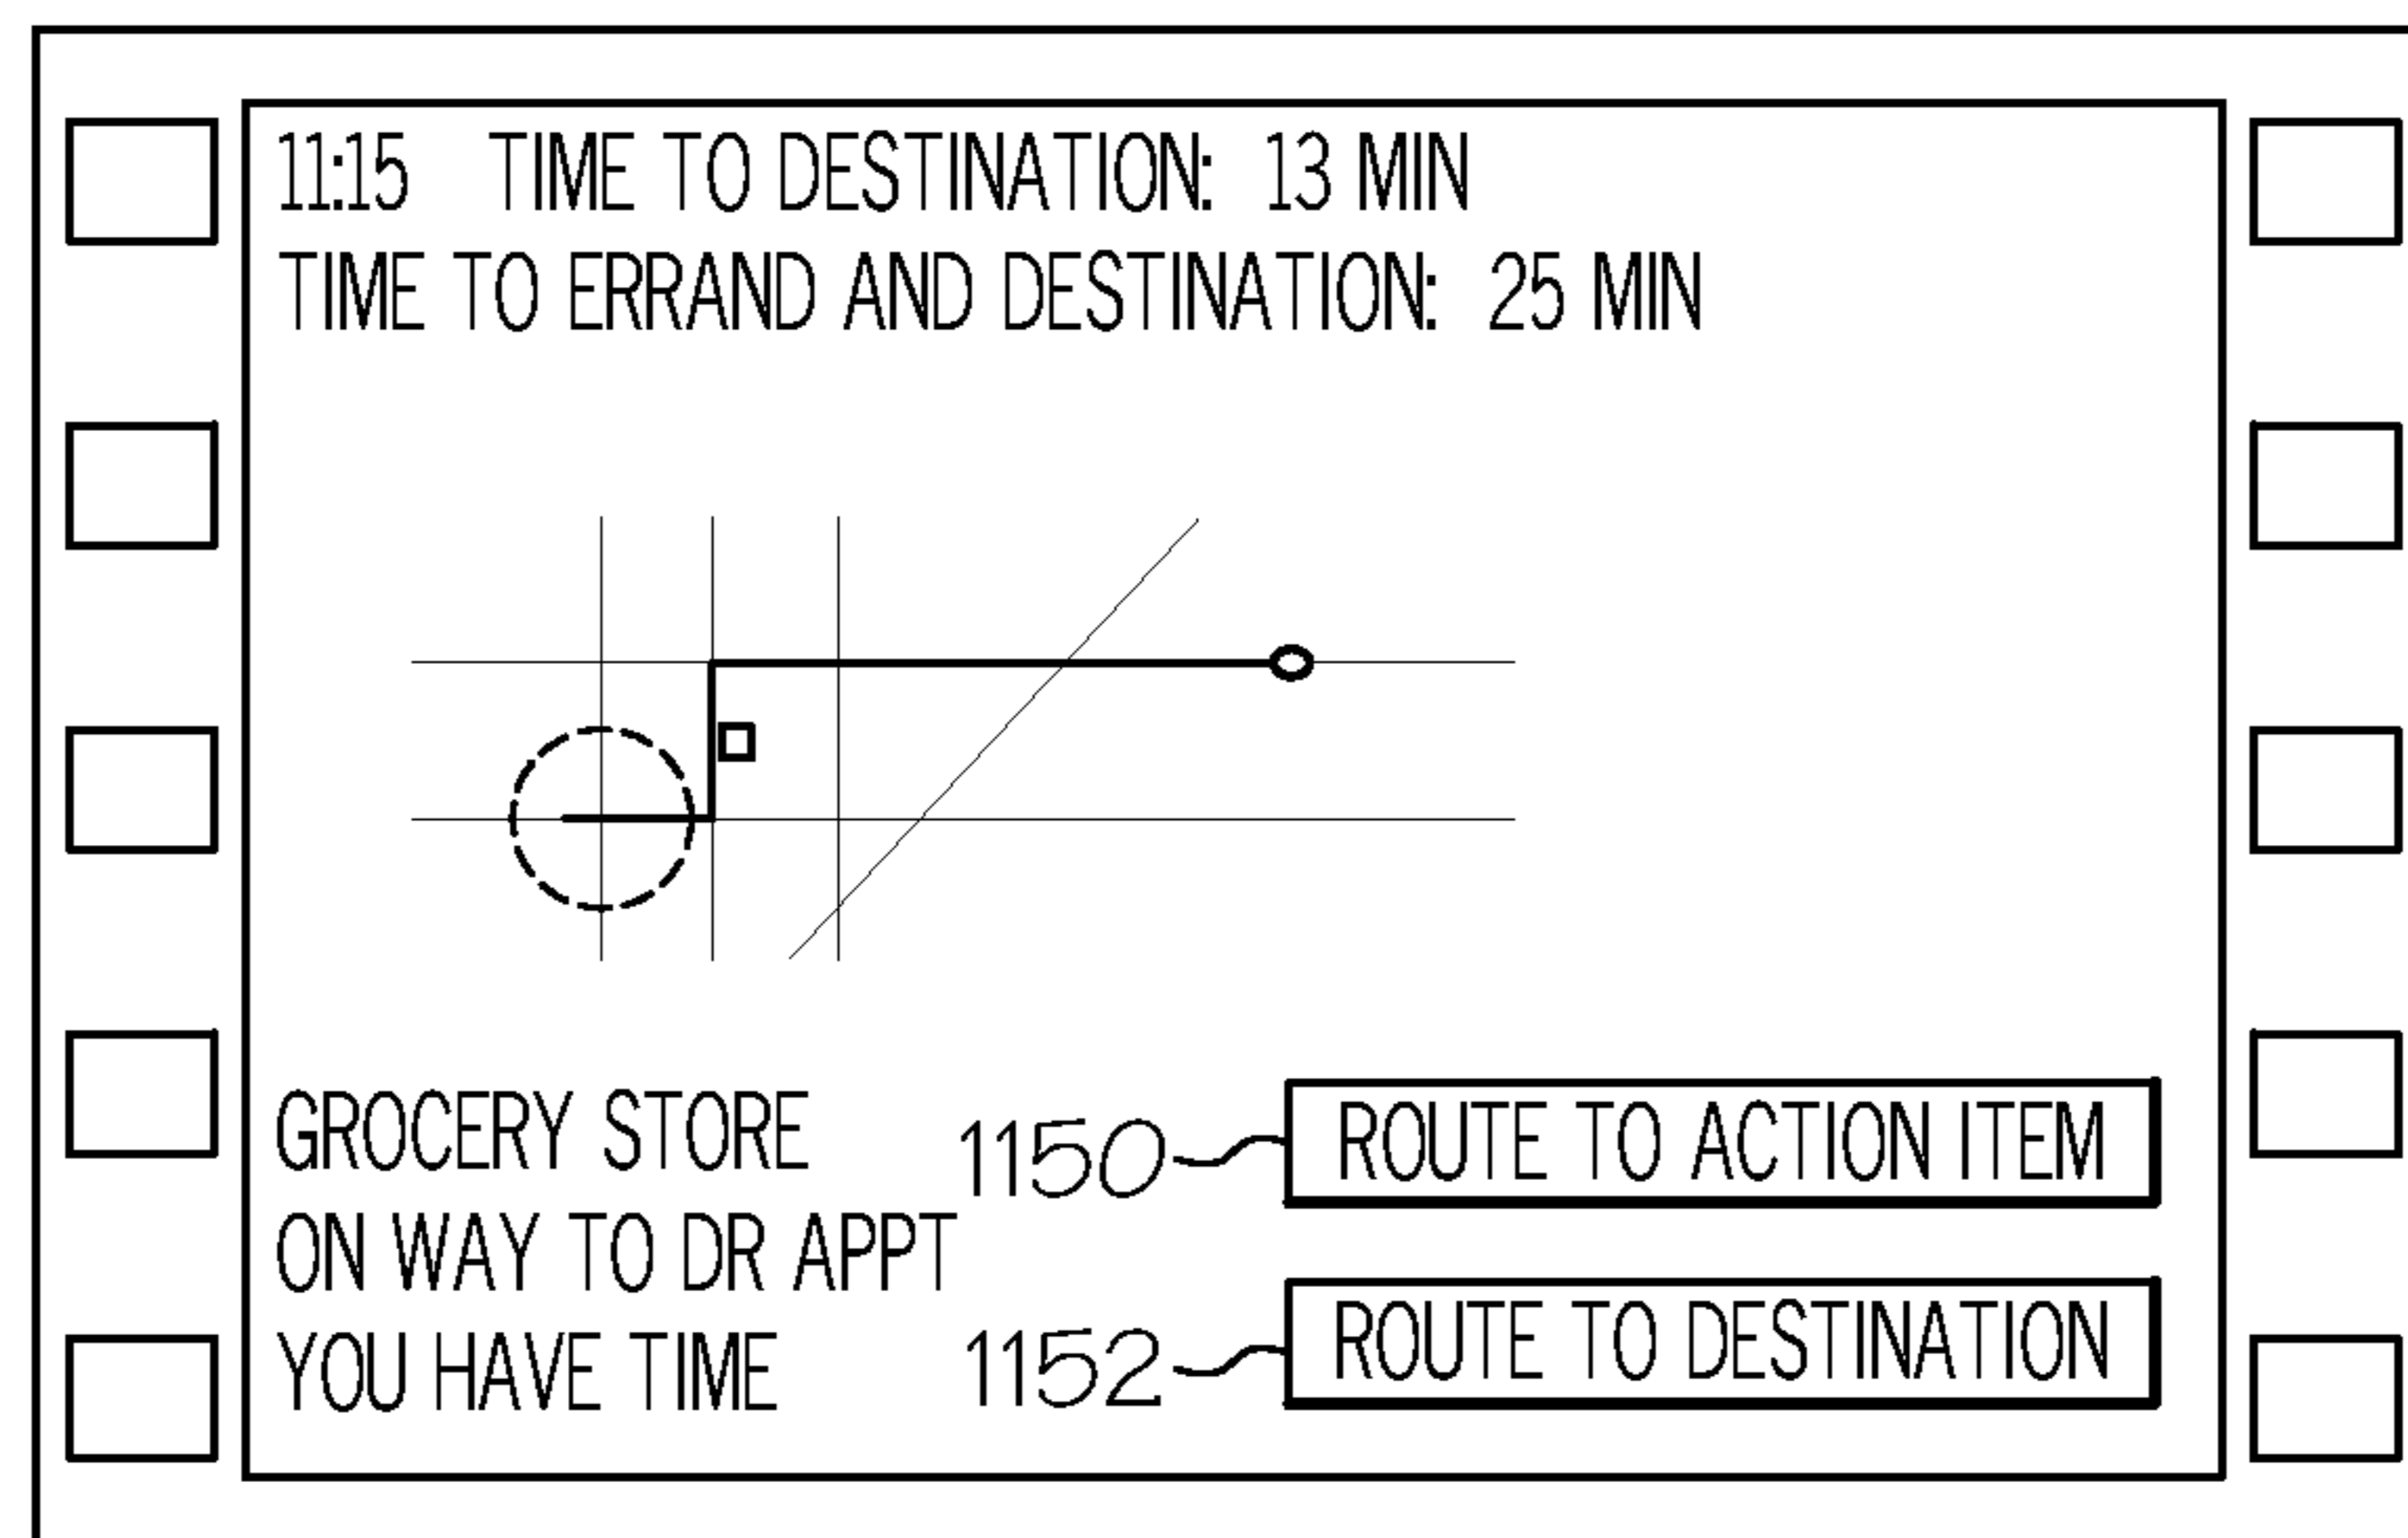 11:15 TIME TO DESTINATION: 13 MIN
TIME TO ERRAND AND DESTINATION: 25 MIN
GROCERY STORE
ON WAY TO DR APPT
YOU HAVE TIME
1150
ROUTE TO ACTION ITEM
1152
ROUTE TO DESTINATION